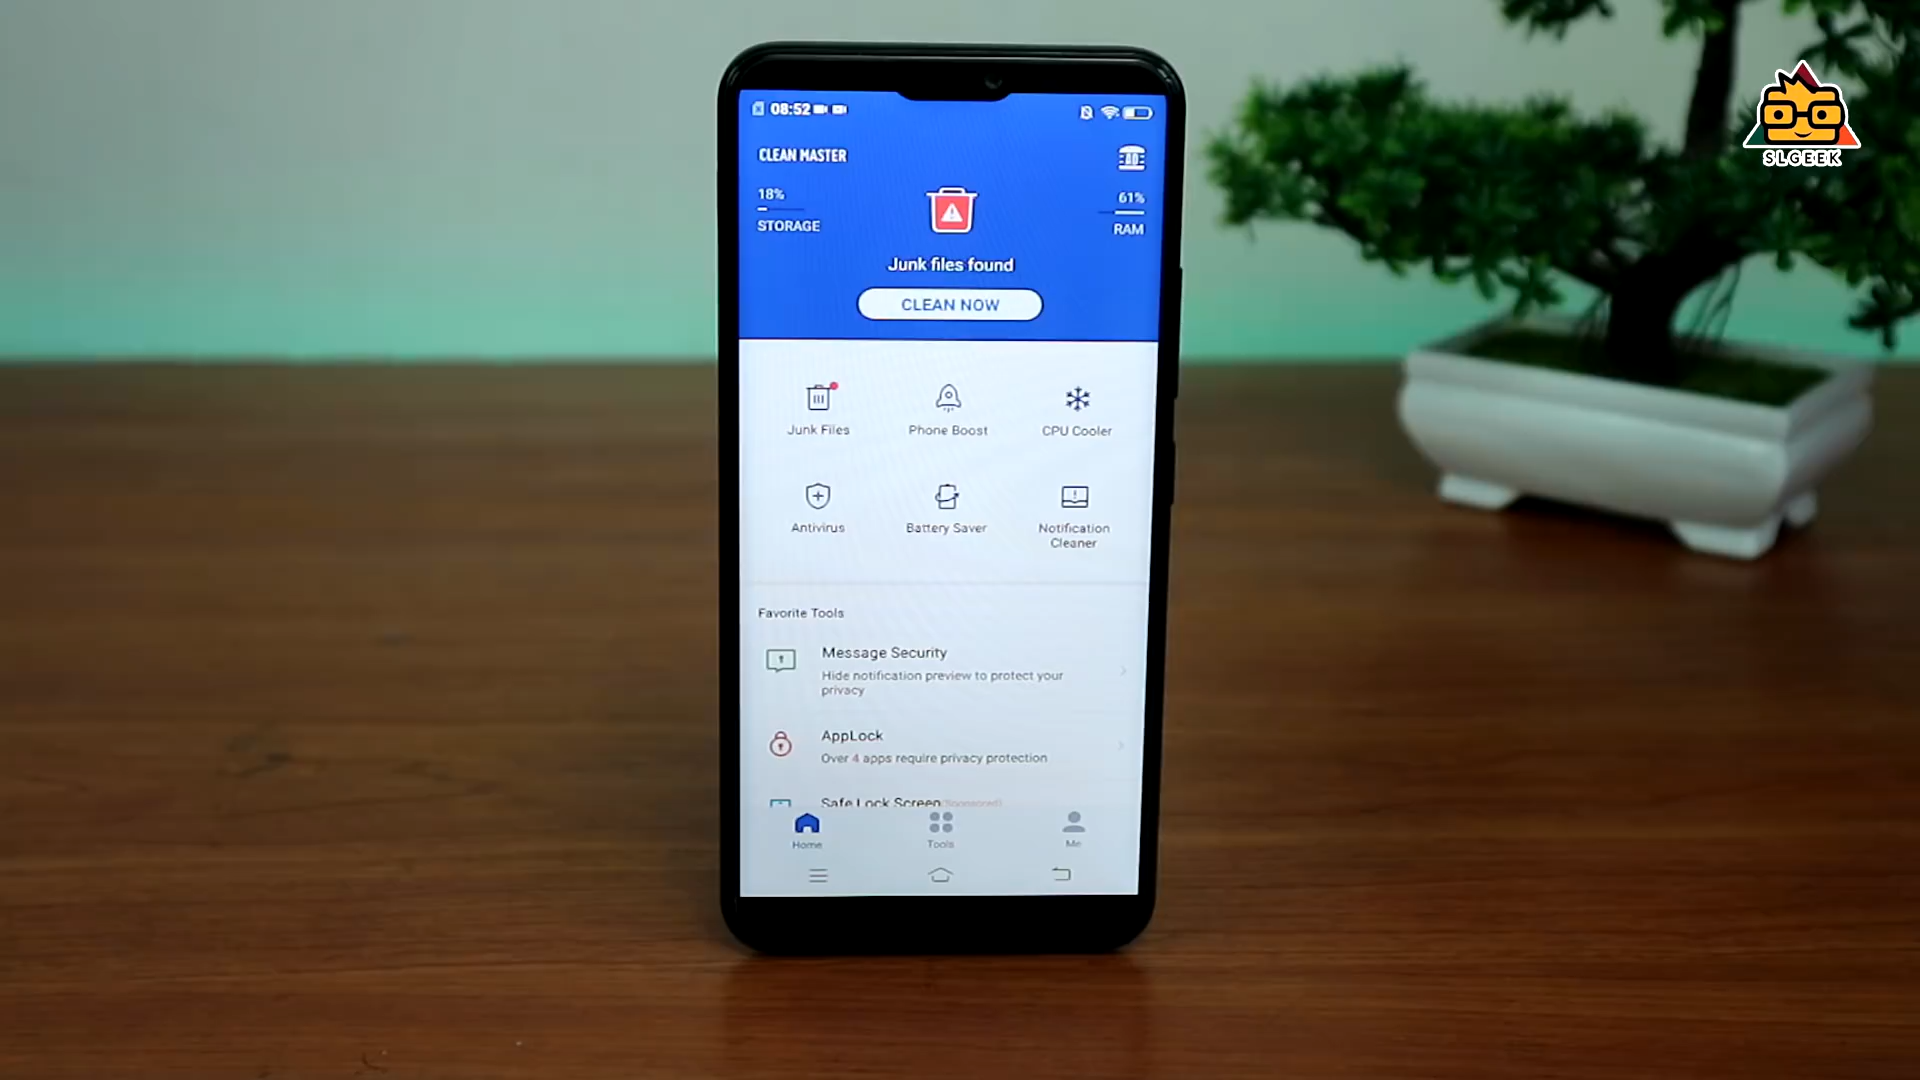 08:52
CLEAN MASTER
AD
18%
STORAGE
61%
RAM
Junk files found
CLEAN NOW
Junk Files
Phone Boost
CPU Cooler
Antivirus
Battery Saver
Notification
Cleaner
Favorite Tools
Message Security
Hide notification preview to protect your
privacy
AppLock
Over 4 apps require privacy protection
Safe Lock Screen(Sponsored)
Home
Tools
Me
SLGEEK